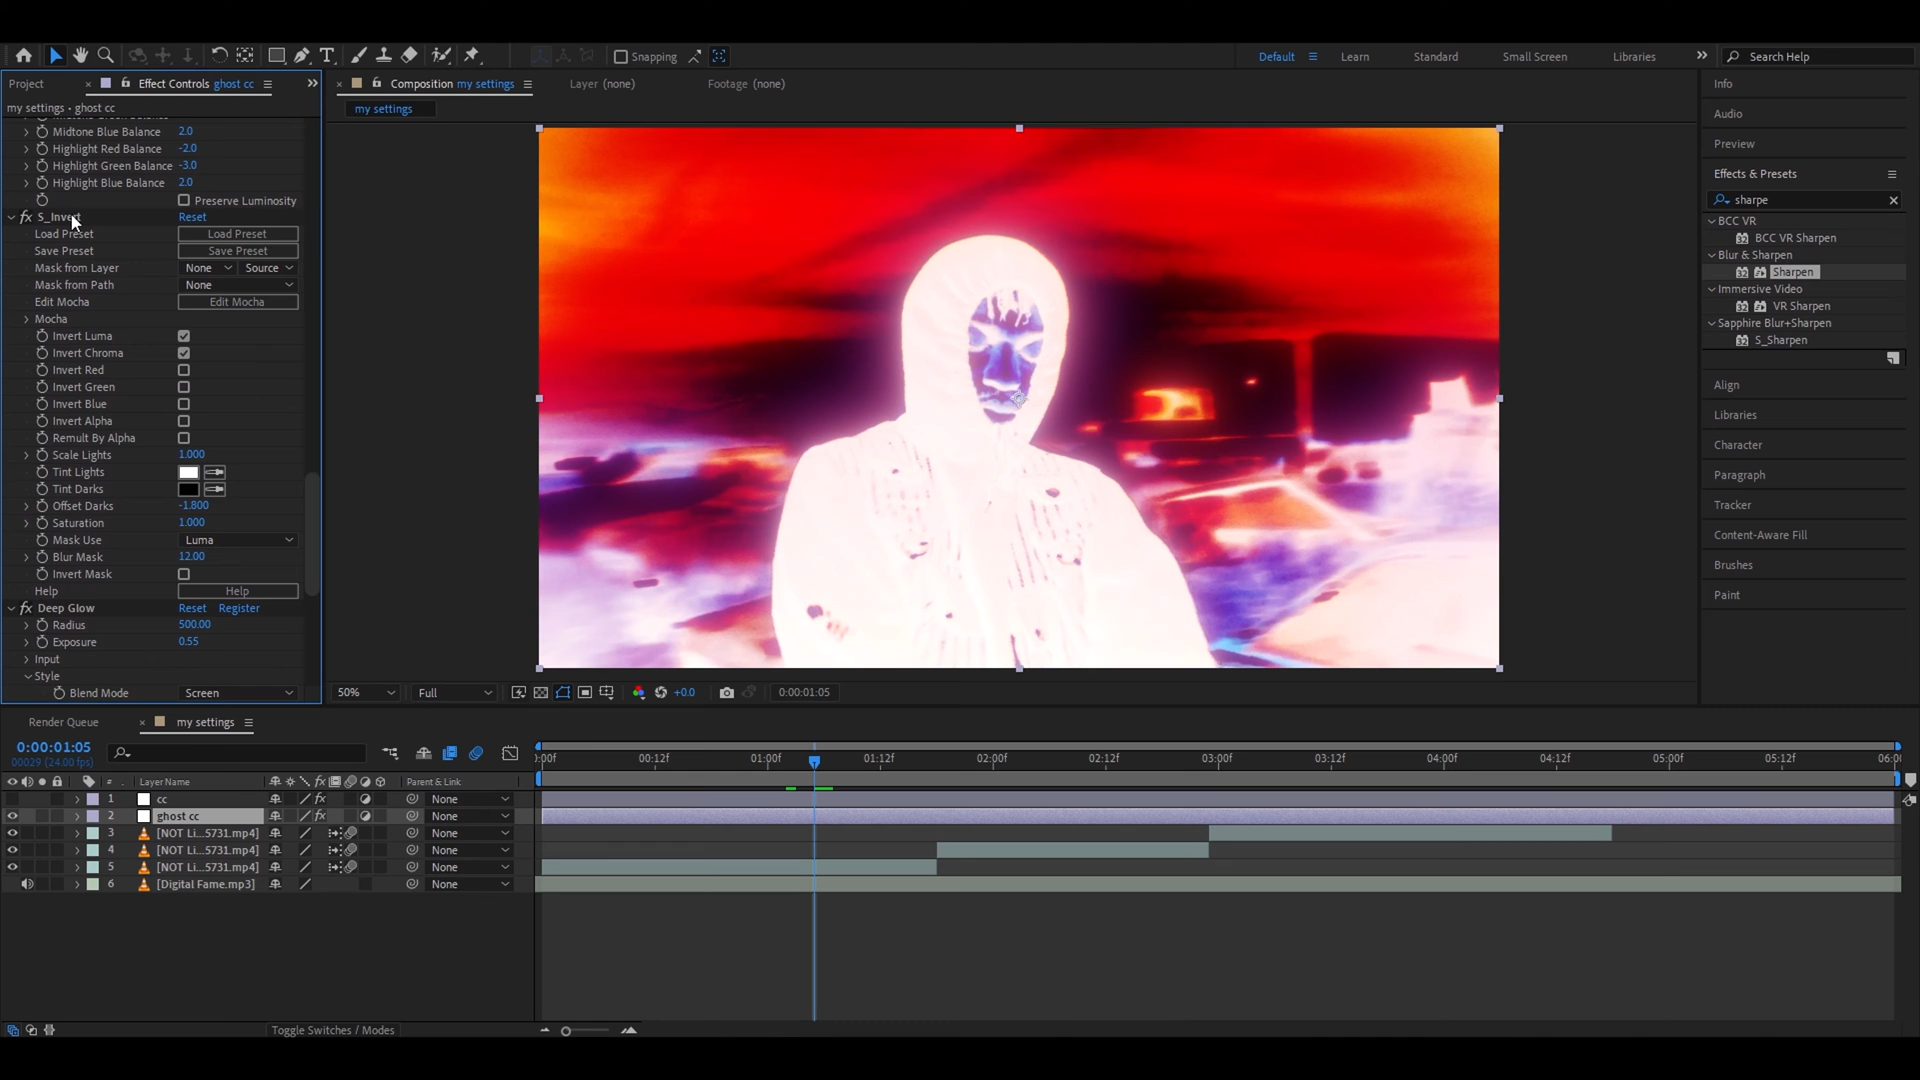 Snapping
Default
Learn
Standard
Small Screen
Libraries
Search Help
Project
Effect Controls ghost cc
Composition my settings
Layer (none)
Footage (none)
my settings • ghost cc
my settings
Midtone Blue Balance 2.0
Highlight Red Balance -2.0
Highlight Green Balance -3.0
Highlight Blue Balance 2.0
Preserve Luminosity
fx S_Invert Reset
Load Preset Load Preset
Save Preset Save Preset
Mask from Layer None Source
Mask from Path None
Edit Mocha Edit Mocha
Mocha
Invert Luma
Invert Chroma
Invert Red
Invert Green
Invert Blue
Invert Alpha
Remult By Alpha
Scale Lights 1.000
Tint Lights
Tint Darks
Offset Darks -1.800
Saturation 1.000
Mask Use Luma
Blur Mask 12.00
Invert Mask
Help Help
fx Deep Glow Reset Register
Radius 500.00
Exposure 0.55
Input
Style
Blend Mode Screen
50% Full +0.0 0:00:01:05
Info
Audio
Preview
Effects & Presets
sharpe
BCC VR
BCC VR Sharpen
Blur & Sharpen
Sharpen
Immersive Video
VR Sharpen
Sapphire Blur+Sharpen
S_Sharpen
Align
Libraries
Character
Paragraph
Tracker
Content-Aware Fill
Brushes
Paint
Render Queue
my settings
0:00:01:05
00029 (24.00 fps)
:00f 00:12f 01:00f 01:12f 02:00f 02:12f 03:00f 03:12f 04:00f 04:12f 05:00f 05:12f 06:0
# Layer Name fx Parent & Link
1 cc fx None
2 ghost cc fx None
3 [NOT Li...5731.mp4] None
4 [NOT Li...5731.mp4] None
5 [NOT Li...5731.mp4] None
6 [Digital Fame.mp3] None
Toggle Switches / Modes